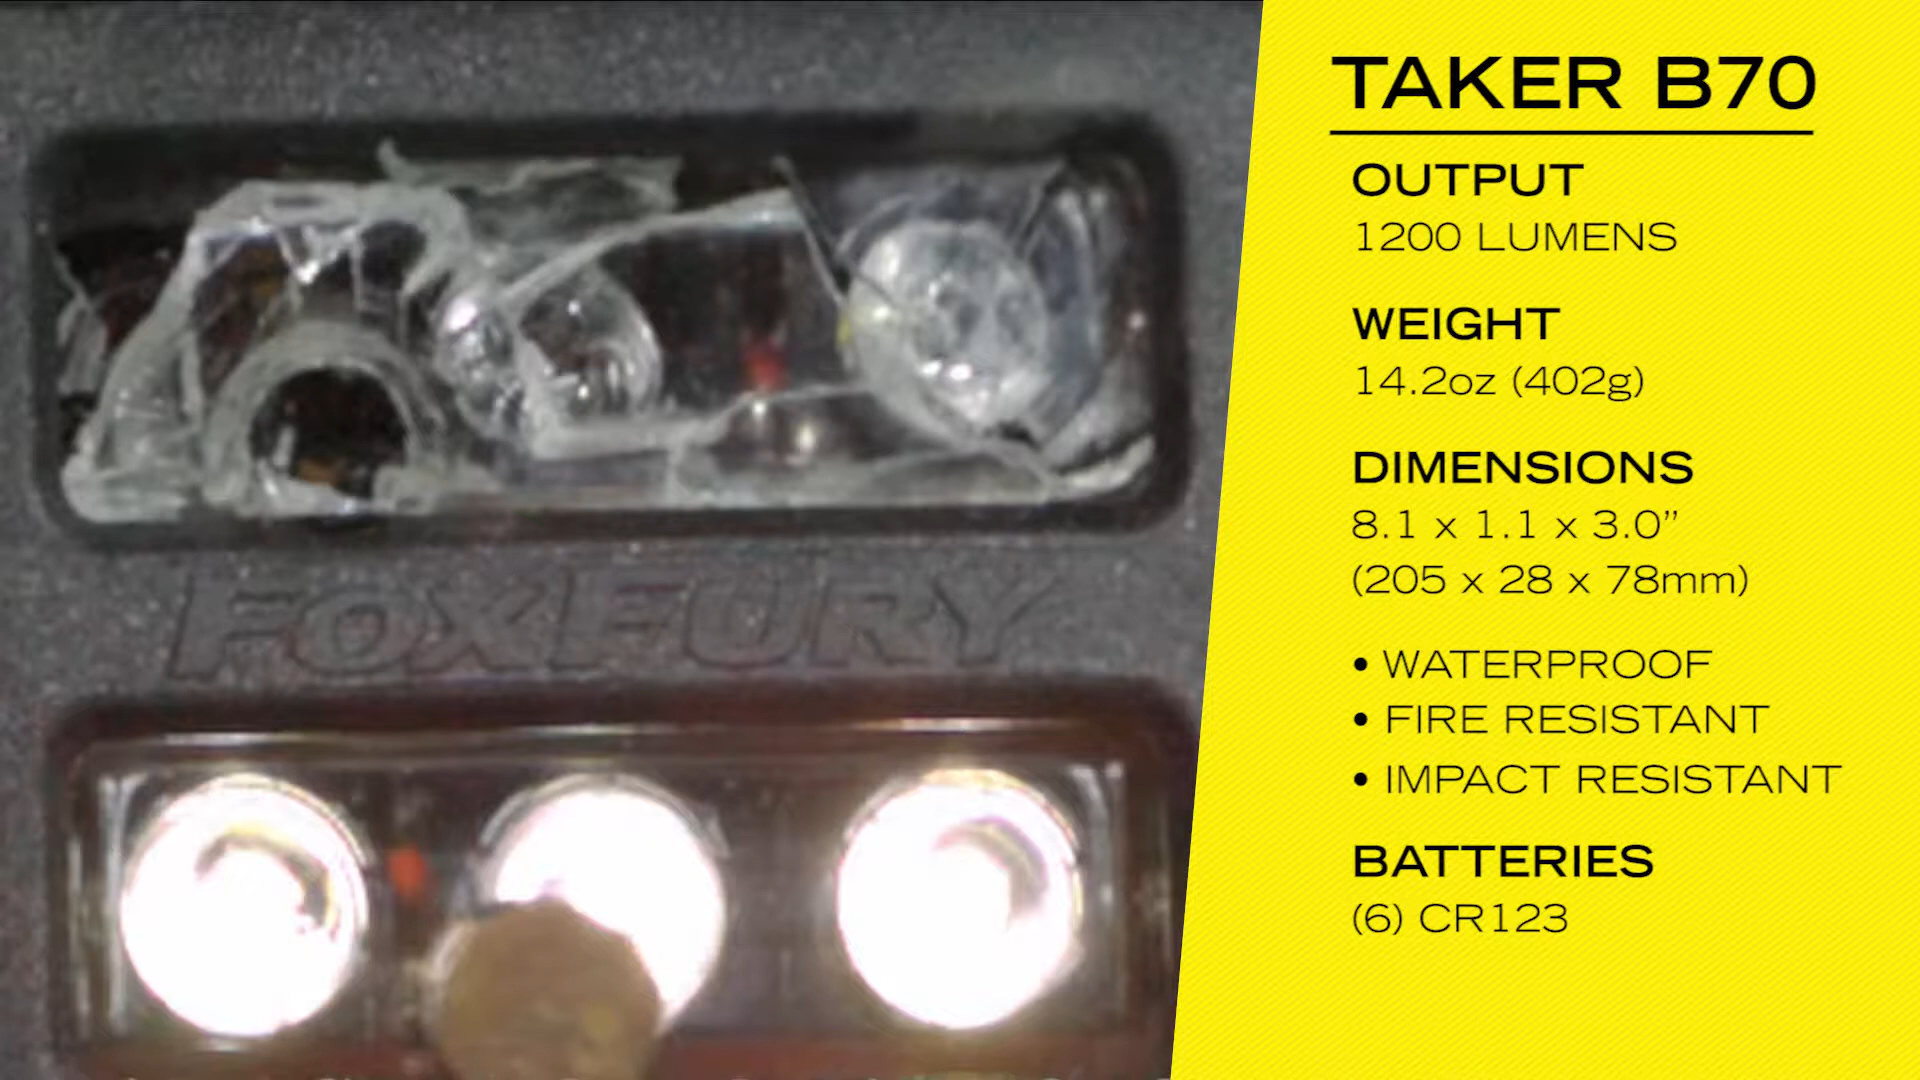 FOXFURY
TAKER B70
OUTPUT
1200 LUMENS
WEIGHT
14.2oz (402g)
DIMENSIONS
8.1 x 1.1 x 3.0”
(205 x 28 x 78mm)
• WATERPROOF
• FIRE RESISTANT
• IMPACT RESISTANT
BATTERIES
(6) CR123